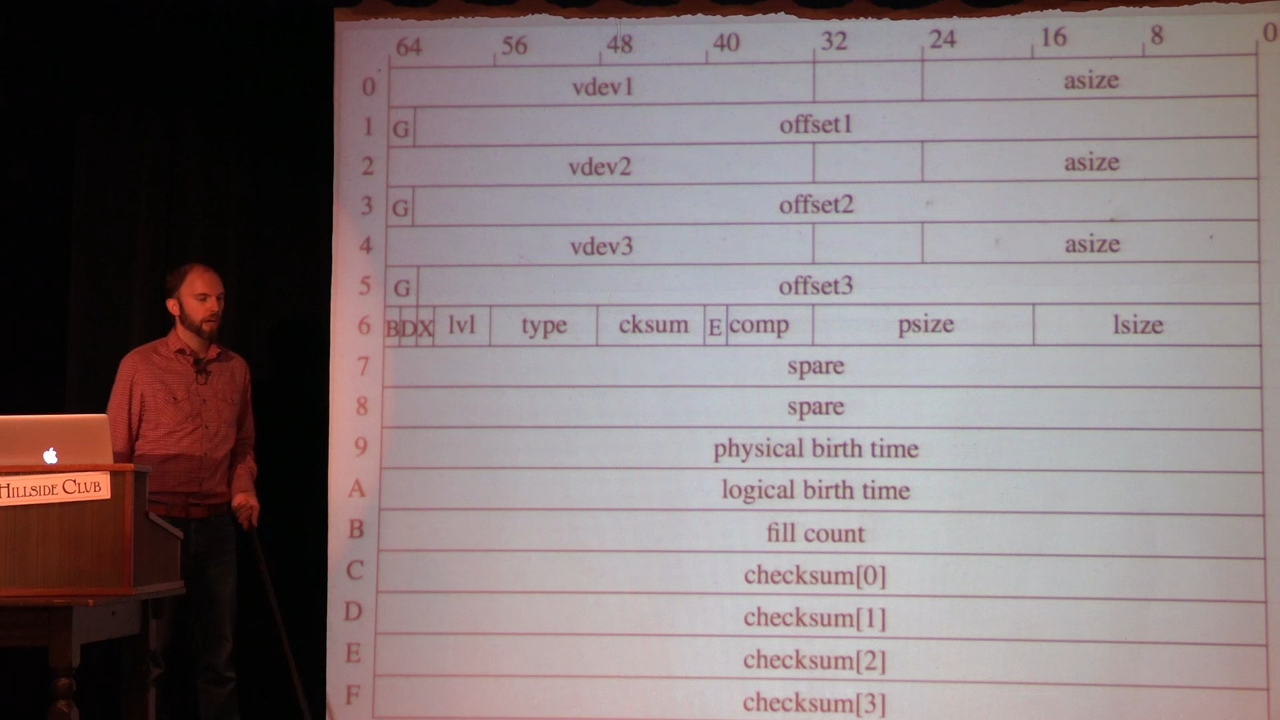 64 56 48 40 32 24 16 8 0
0 vdev1 asize
1 G offset1
2 vdev2 asize
3 G offset2
4 vdev3 asize
5 G offset3
6 B D X lvl type cksum E comp psize lsize
7 spare
8 spare
9 physical birth time
A logical birth time
B fill count
C checksum[0]
D checksum[1]
E checksum[2]
F checksum[3]
HILLSIDE CLUB